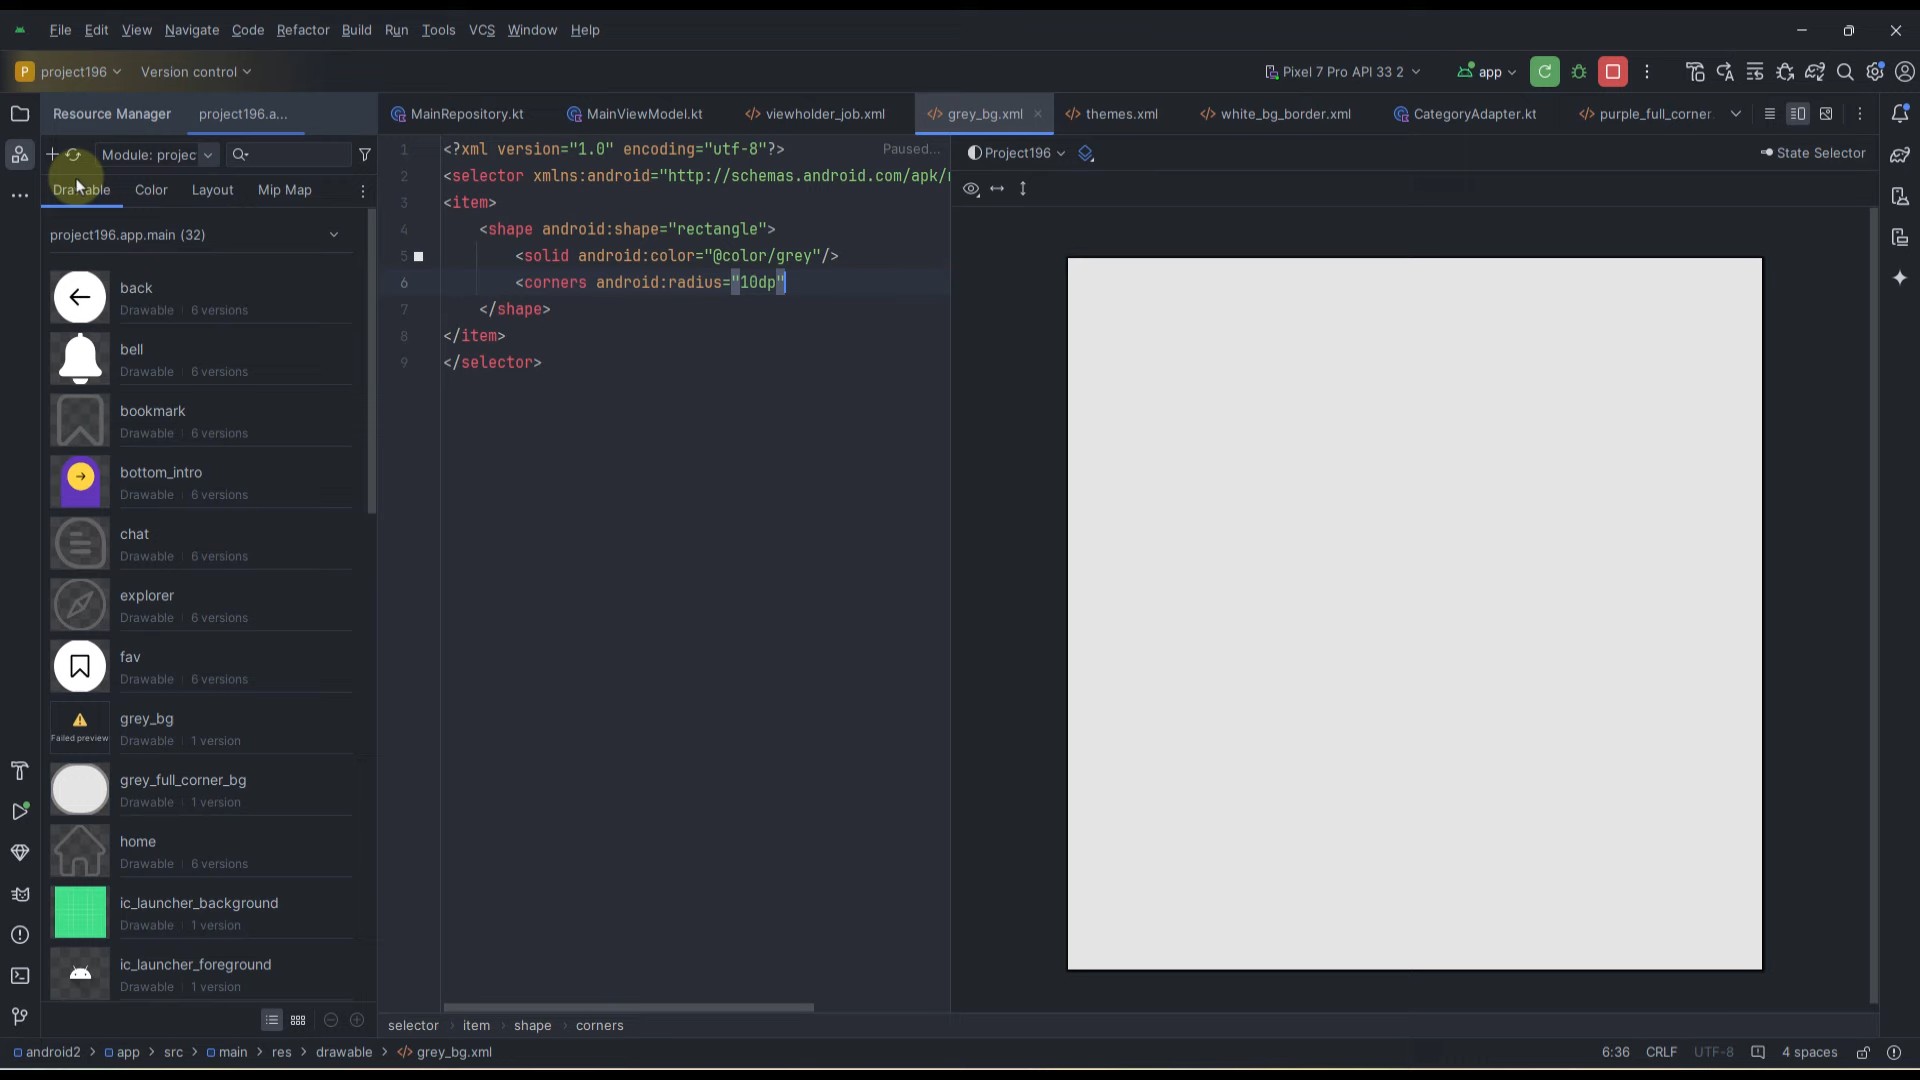 File Edit View Navigate Code Refactor Build Run Tools VCS Window Help
P project196 Version control Pixel 7 Pro API 33 2 app
Resource Manager project196.a...
MainRepository.kt MainViewModel.kt viewholder_job.xml grey_bg.xml themes.xml white_bg_border.xml CategoryAdapter.kt purple_full_corner.
Module: projec
Drawable Color Layout Mip Map
project196.app.main (32)
back
Drawable 6 versions
bell
Drawable 6 versions
bookmark
Drawable 6 versions
bottom_intro
Drawable 6 versions
chat
Drawable 6 versions
explorer
Drawable 6 versions
fav
Drawable 6 versions
Failed preview
grey_bg
Drawable 1 version
grey_full_corner_bg
Drawable 1 version
home
Drawable 6 versions
ic_launcher_background
Drawable 1 version
ic_launcher_foreground
Drawable 1 version
1 <?xml version="1.0" encoding="utf-8"?> Paused...
2 <selector xmlns:android="http://schemas.android.com/apk/
3 <item>
4 <shape android:shape="rectangle">
5 <solid android:color="@color/grey"/>
6 <corners android:radius="10dp"
7 </shape>
8 </item>
9 </selector>
Project196 State Selector
selector item shape corners
android2 app src main res drawable grey_bg.xml 6:36 CRLF UTF-8 4 spaces